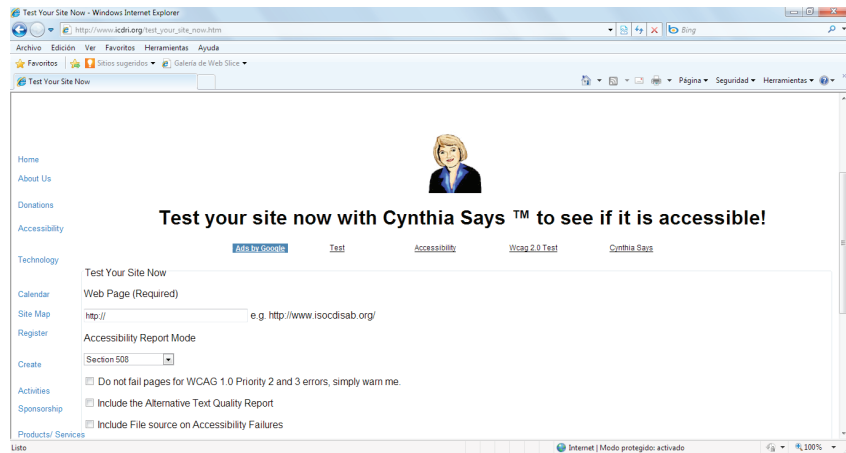 Test Your Site Now - Windows Internet Explorer
http://www.icdri.org/test_your_site_now.htm
Bing
Archivo Edición Ver Favoritos Herramientas Ayuda
Favoritos Sitios sugeridos Galería de Web Slice
Test Your Site Now
Página Seguridad Herramientas
Home
About Us
Donations
Accessibility
Technology
Calendar
Site Map
Register
Create
Activities
Sponsorship
Products/ Services
Test your site now with Cynthia Says ™ to see if it is accessible!
Ads by Google Test Accessibility Wcag 2.0 Test Cynthia Says
Test Your Site Now
Web Page (Required)
http:// e.g. http://www.isocdisab.org/
Accessibility Report Mode
Section 508
Do not fail pages for WCAG 1.0 Priority 2 and 3 errors, simply warn me.
Include the Alternative Text Quality Report
Include File source on Accessibility Failures
Listo Internet | Modo protegido: activado 100%